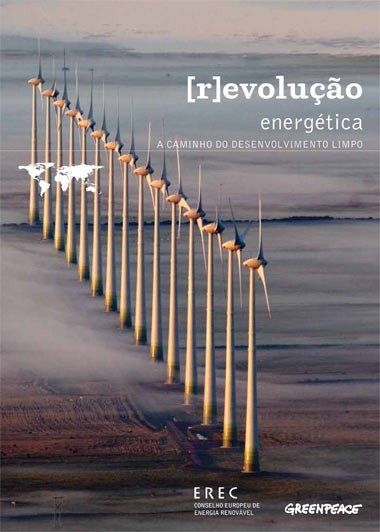 [r]evolução
energética
A CAMINHO DO DESENVOLVIMENTO LIMPO
EREC
CONSELHO EUROPEU DE
ENERGIA RENOVÁVEL
GREENPEACE